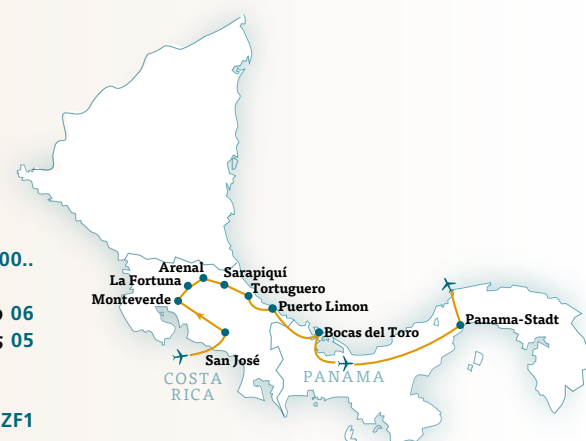 00..
06
05
ZF1
Arenal
Sarapiquí
La Fortuna
Tortuguero
Monteverde
Puerto Limon
Panama-Stadt
Bocas del Toro
San José
COSTA
RICA
PANAMA